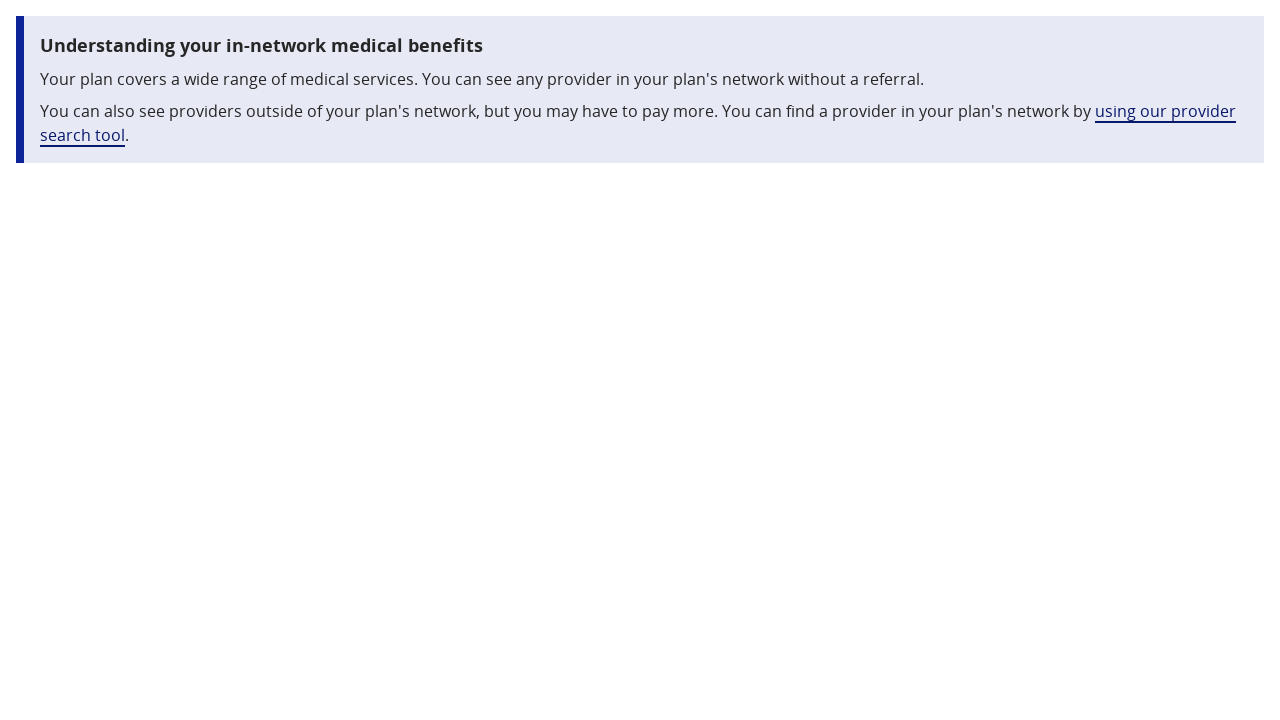 Understanding your in-network medical benefits
Your plan covers a wide range of medical services. You can see any provider in your plan's network without a referral.
You can also see providers outside of your plan's network, but you may have to pay more. You can find a provider in your plan's network by using our provider
search tool.